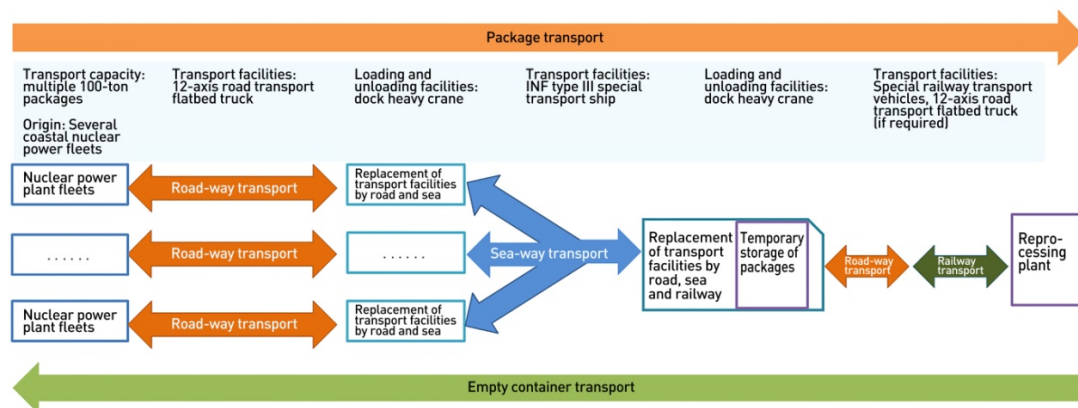 Package transport
Transport capacity:
multiple 100-ton
packages
Origin: Several
coastal nuclear
power fleets
Transport facilities:
12-axis road transport
flatbed truck
Loading and
unloading facilities:
dock heavy crane
Transport facilities:
INF type III special
transport ship
Loading and
unloading facilities:
dock heavy crane
Transport facilities:
Special railway transport
vehicles, 12-axis road
transport flatbed truck
(if required)
Nuclear power
plant fleets
Road-way transport
Replacement of
transport facilities
by road and sea
......
Road-way transport
......
Sea-way transport
Nuclear power
plant fleets
Road-way transport
Replacement of
transport facilities
by road and sea
Replacement
of transport
facilities by
road, sea
and railway
Temporary
storage of
packages
Road-way
transport
Railway
transport
Repro-
cessing
plant
Empty container transport